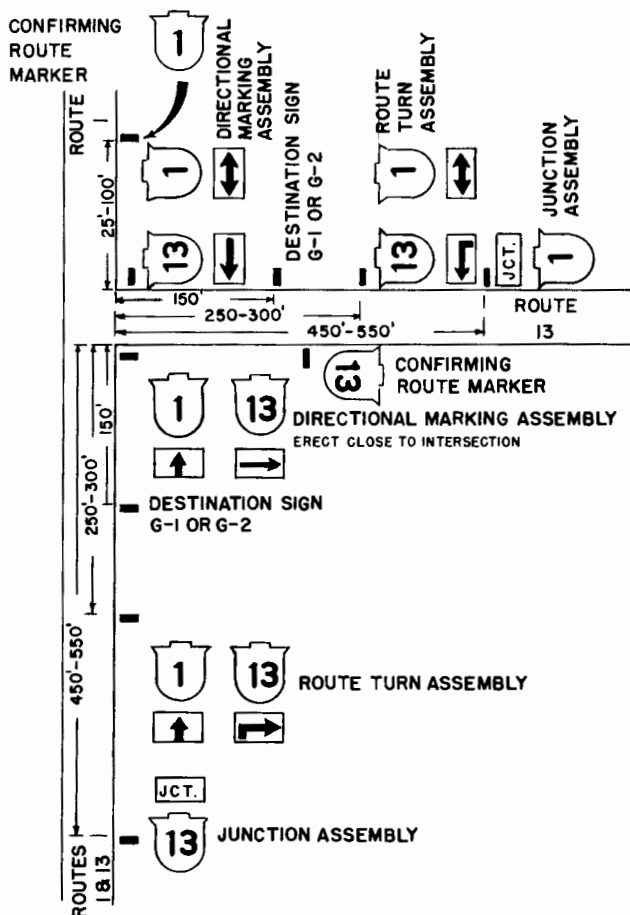 CONFIRMING
ROUTE
MARKER
1
ROUTE 1
DIRECTIONAL
MARKING
ASSEMBLY
DESTINATION SIGN
G-1 OR G-2
ROUTE
TURN
ASSEMBLY
JUNCTION
ASSEMBLY
25'-100'
1
1
13
13
JCT.
1
150'
250-300'
450'-550'
ROUTE
13
13
CONFIRMING
ROUTE MARKER
150'
250'-300'
450'-550'
1
13
DIRECTIONAL MARKING ASSEMBLY
ERECT CLOSE TO INTERSECTION
DESTINATION SIGN
G-1 OR G-2
1
13
ROUTE TURN ASSEMBLY
JCT.
13
JUNCTION ASSEMBLY
ROUTES
1 & 13